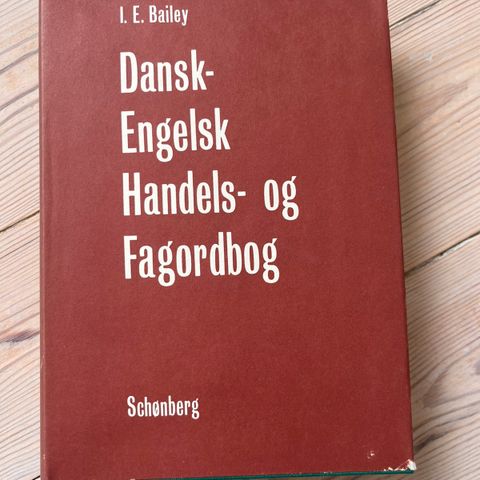 I. E. Bailey
Dansk-
Engelsk
Handels- og
Fagordbog
Schønberg